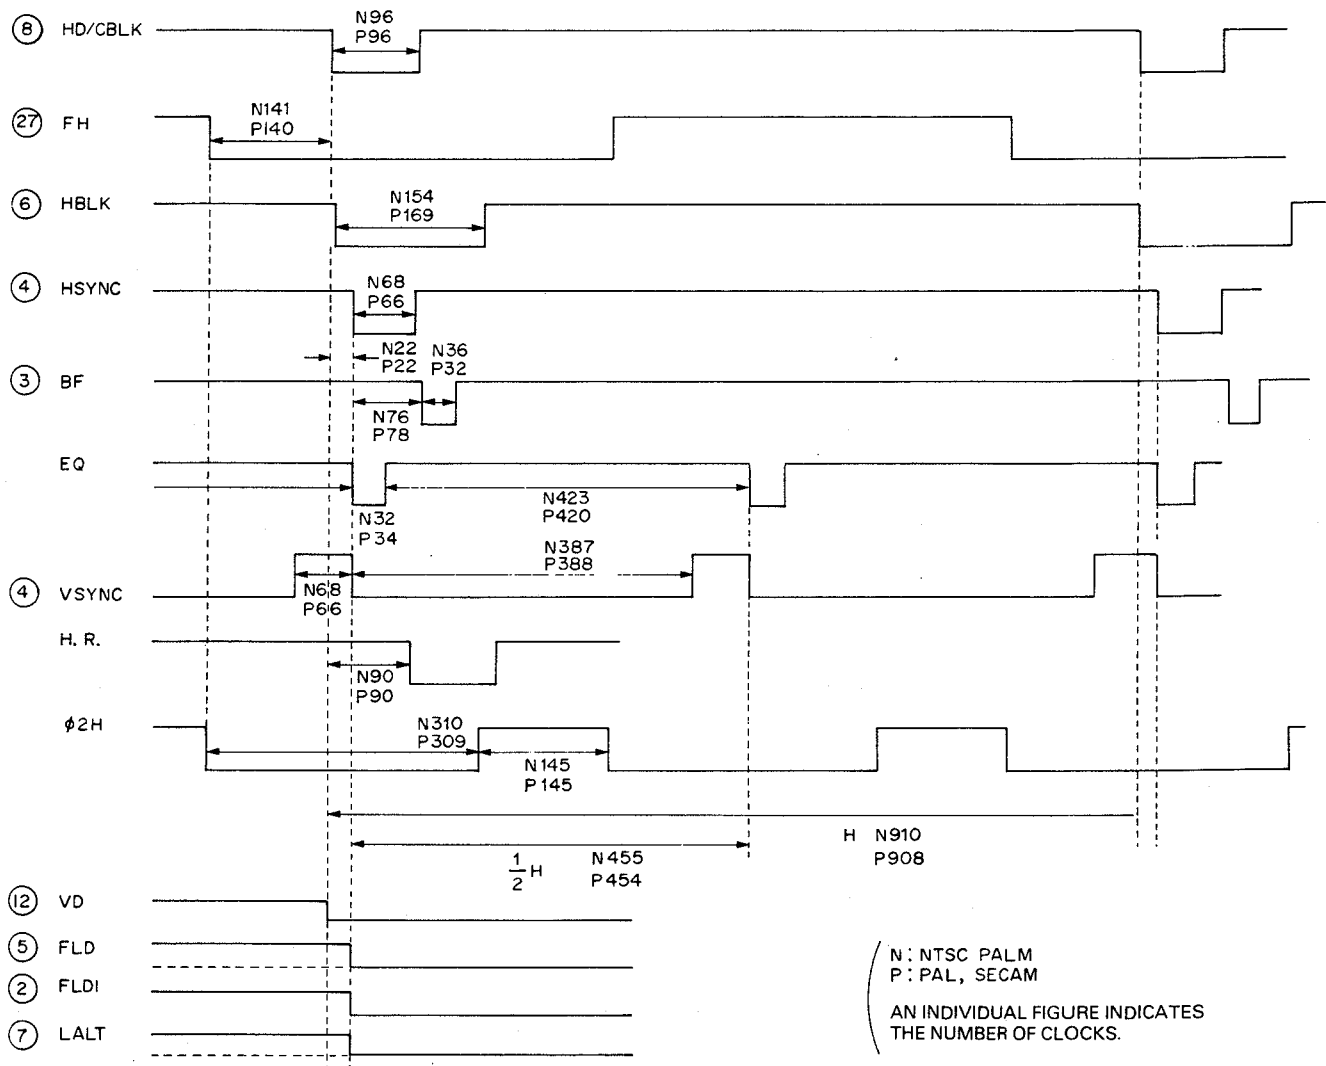 N96
8 HD/CBLK
P96
N141
27 FH
P140
N154
6 HBLK
P169
4 HSYNC
N68
P66
N22 N36
P22 P32
3 BF
N76
P78
EQ
N423
P420
N32
P34
N387
P388
4 VSYNC
N68
P66
H. R.
N90
P90
φ2H
N310
P309
N145
P145
H N910
P908
1/2 H N455
P454
12 VD
5 FLD
2 FLDI
7 LALT
N: NTSC PALM
P: PAL, SECAM
AN INDIVIDUAL FIGURE INDICATES
THE NUMBER OF CLOCKS.